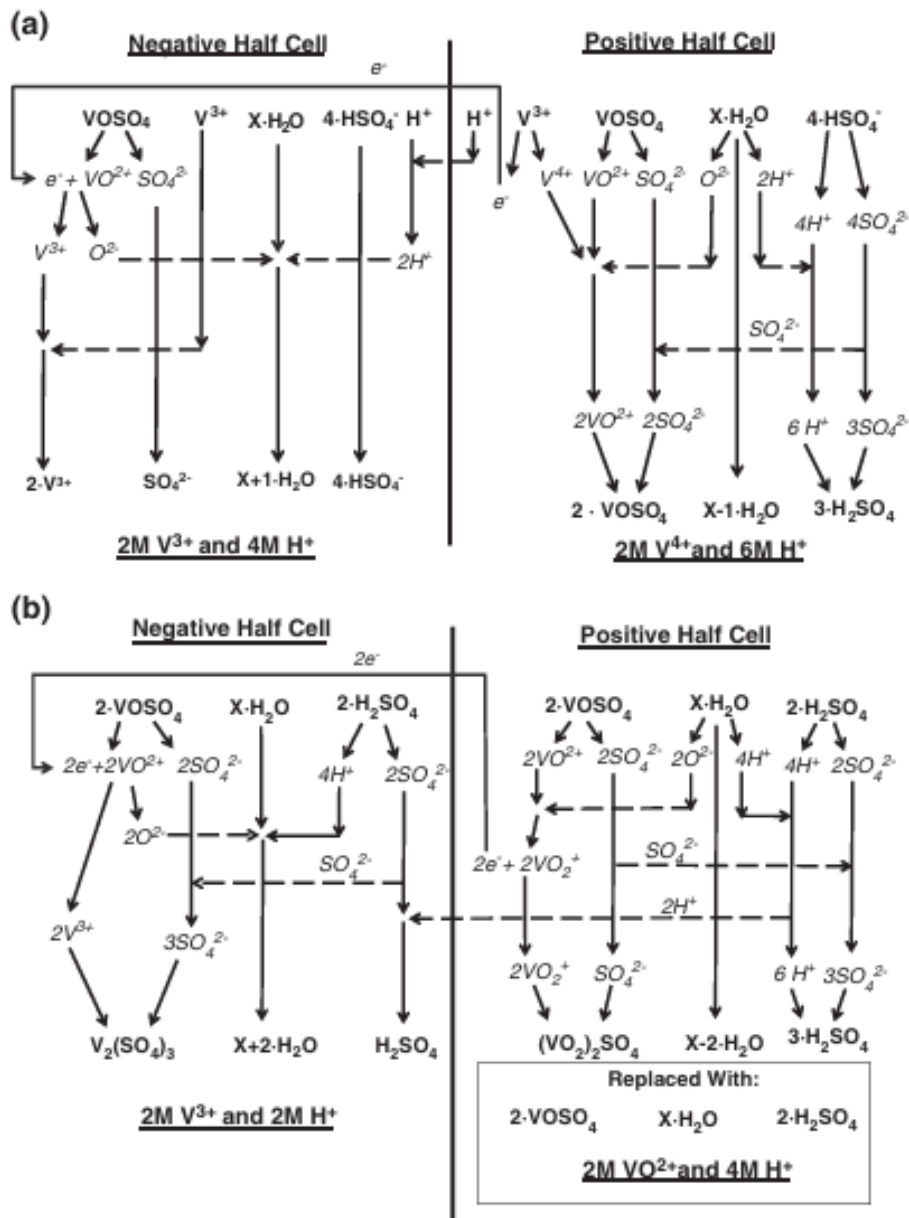 (a)
Negative Half Cell
Positive Half Cell
e⁻
VOSO₄ V³⁺ X·H₂O 4·HSO₄⁻ H⁺ H⁺ V³⁺ VOSO₄ X·H₂O 4·HSO₄⁻
e⁻ + VO²⁺ SO₄²⁻ e⁻ V⁴⁺ VO²⁺ SO₄²⁻ O²⁻ 2H⁺
4H⁺ 4SO₄²⁻
V³⁺ O²⁻ 2H⁺
SO₄²⁻
2VO²⁺ 2SO₄²⁻ 6 H⁺ 3SO₄²⁻
2·V³⁺ SO₄²⁻ X+1·H₂O 4·HSO₄⁻
2 · VOSO₄ X-1·H₂O 3·H₂SO₄
2M V³⁺ and 4M H⁺
2M V⁴⁺and 6M H⁺
(b)
Negative Half Cell
Positive Half Cell
2e⁻
2·VOSO₄ X·H₂O 2·H₂SO₄ 2·VOSO₄ X·H₂O 2·H₂SO₄
2e⁻+2VO²⁺ 2SO₄²⁻ 4H⁺ 2SO₄²⁻ 2VO²⁺ 2SO₄²⁻ 2O²⁻ 4H⁺ 4H⁺ 2SO₄²⁻
2O²⁻
SO₄²⁻ 2e⁻+ 2VO₂⁺ SO₄²⁻
2H⁺
2V³⁺ 3SO₄²⁻
2VO₂⁺ SO₄²⁻ 6 H⁺ 3SO₄²⁻
V₂(SO₄)₃ X+2·H₂O H₂SO₄ (VO₂)₂SO₄ X-2·H₂O 3·H₂SO₄
Replaced With:
2·VOSO₄ X·H₂O 2·H₂SO₄
2M V³⁺ and 2M H⁺
2M VO²⁺and 4M H⁺